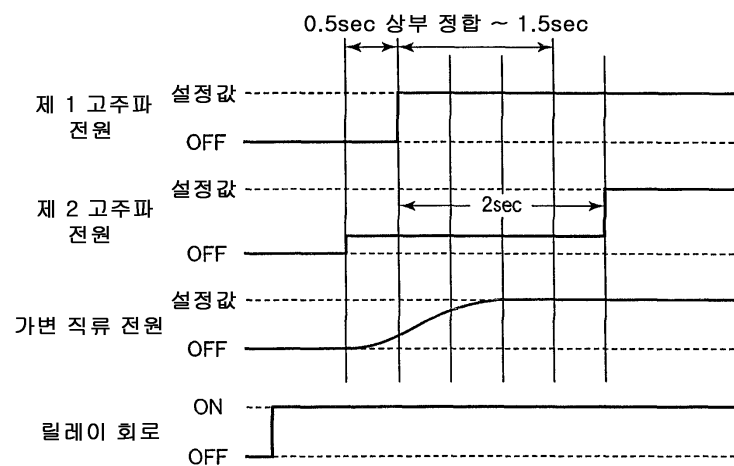 0.5sec 상부 정합 ~ 1.5sec
제 1 고주파
전원
설정값
OFF
제 2 고주파
전원
설정값
OFF
2sec
가변 직류 전원
설정값
OFF
릴레이 회로
ON
OFF